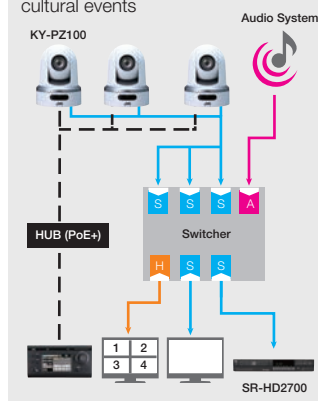 cultural events
Audio System
KY-PZ100
S S S A
HUB (PoE+)
Switcher
H S S
1 2
3 4
SR-HD2700